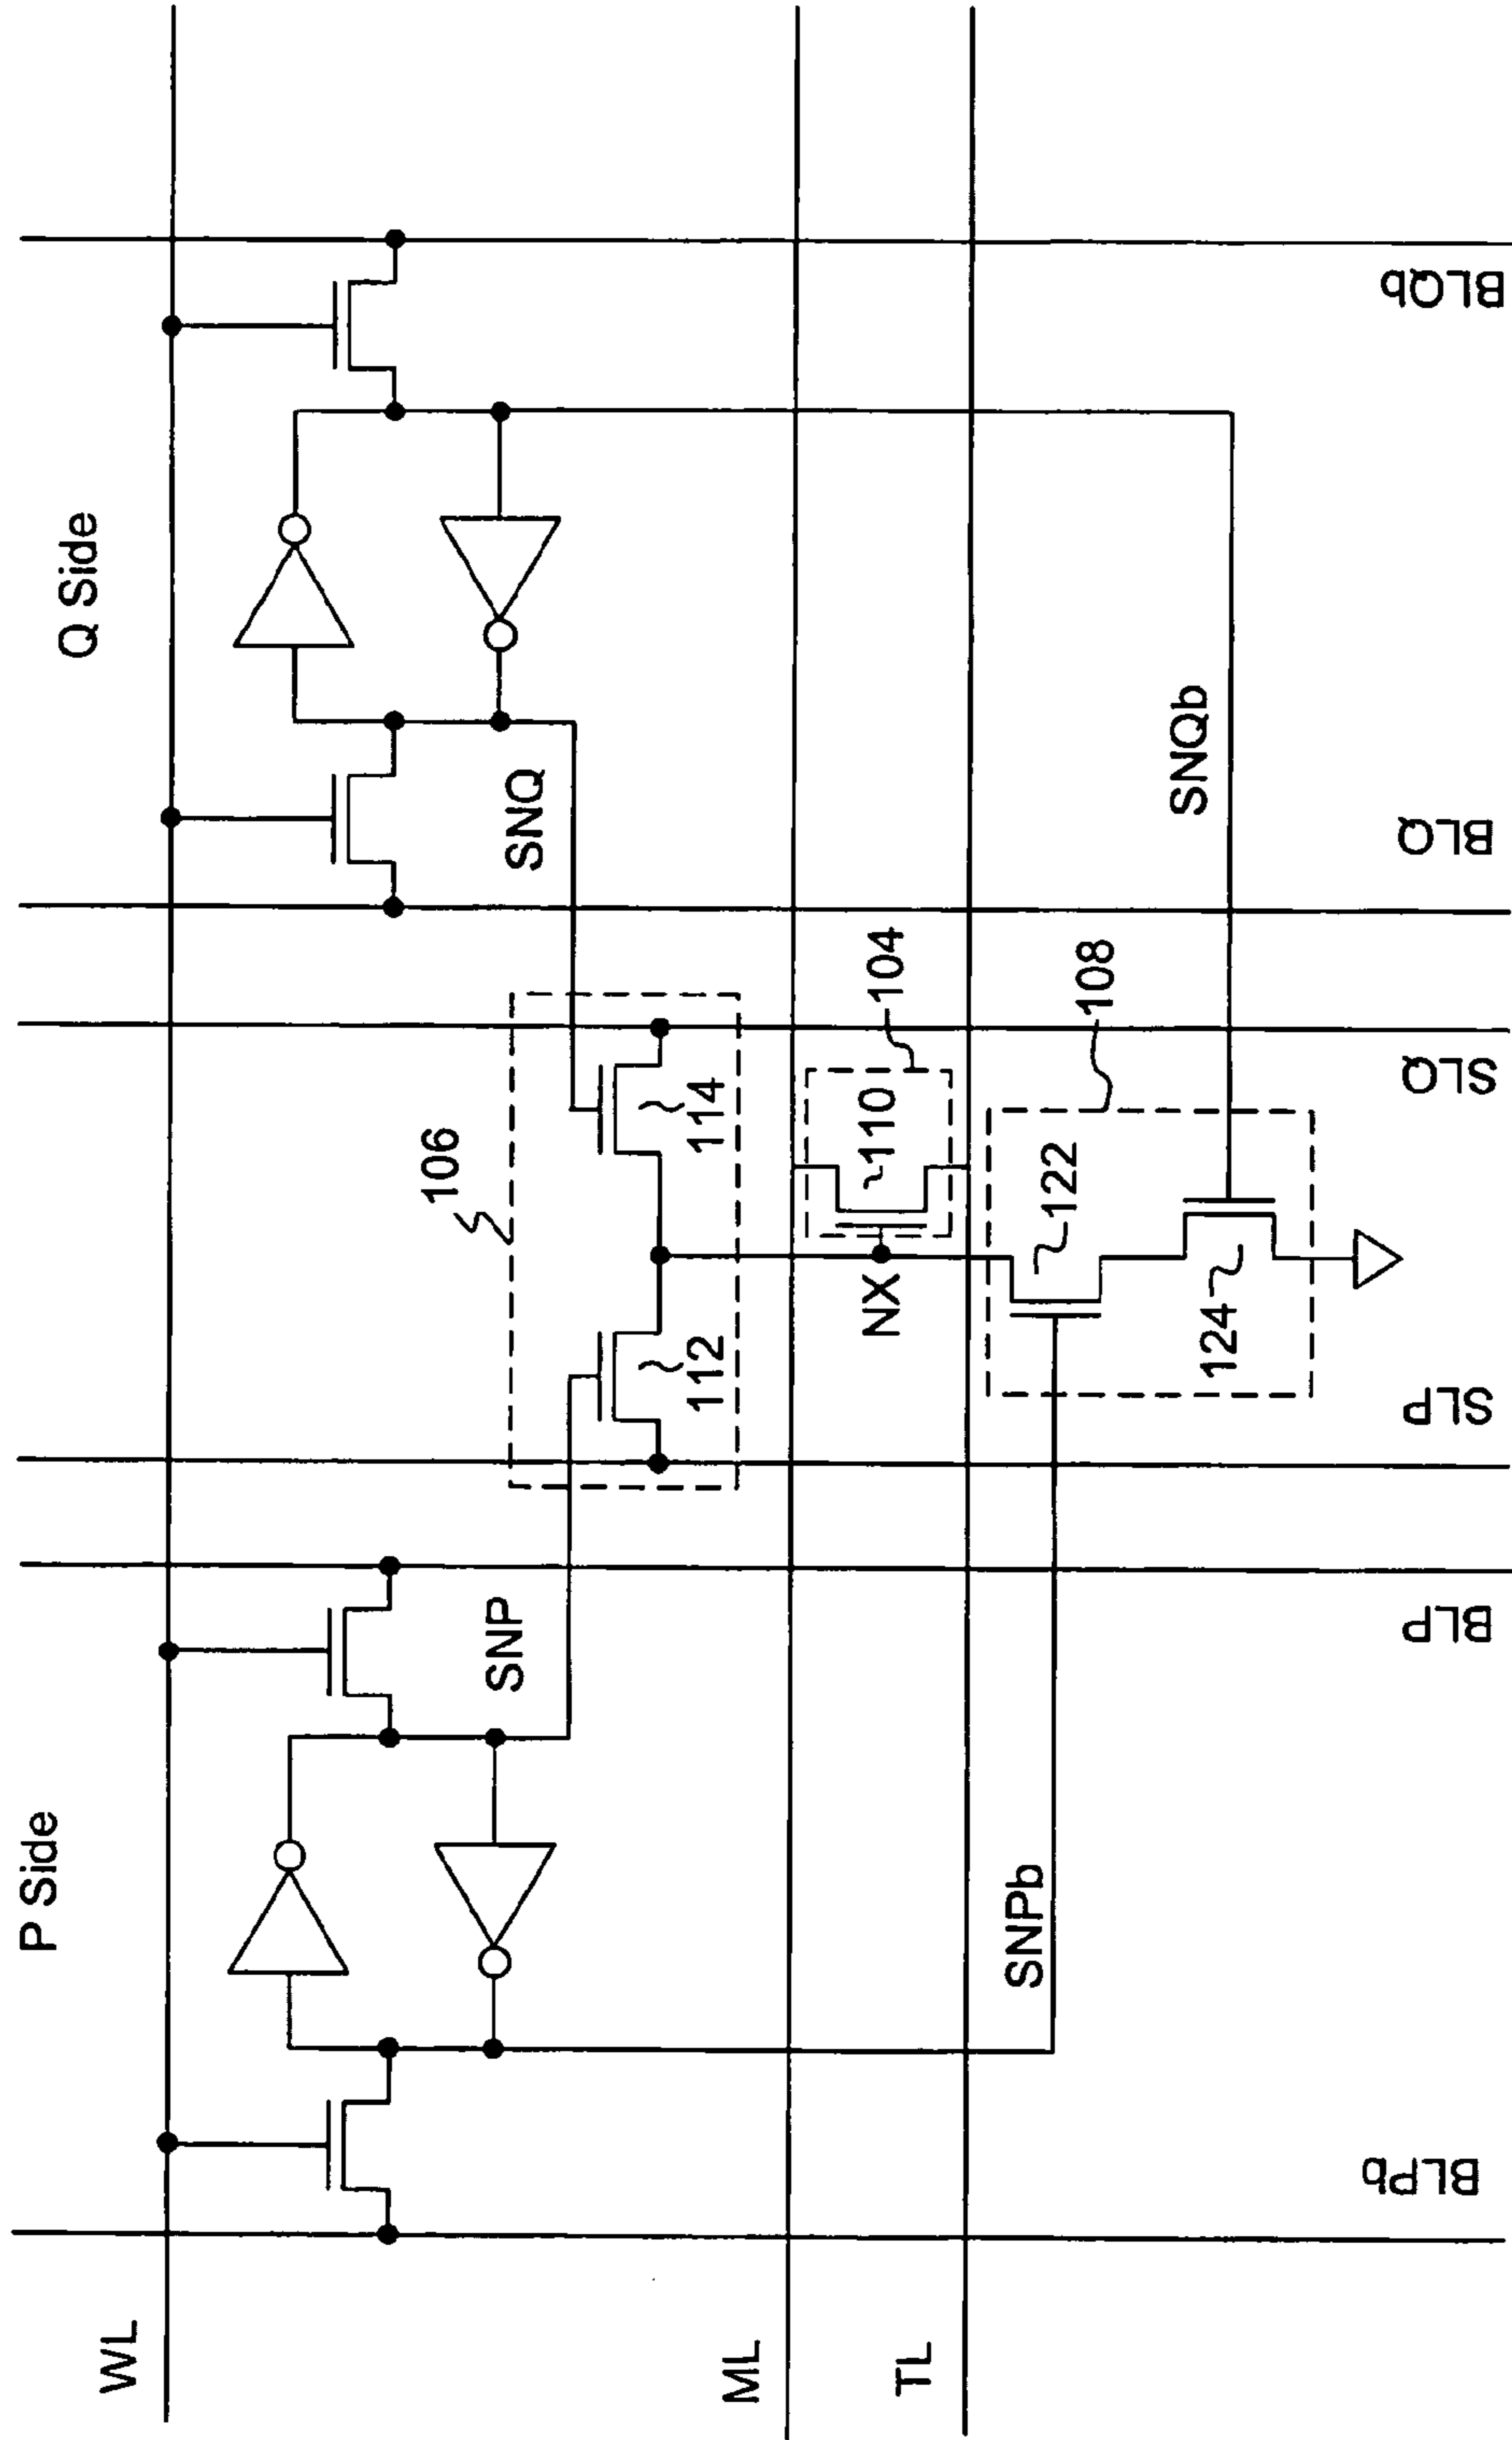 P Side
Q Side
WL
SNP
SNQ
106
112
114
ML
NX
110
104
TL
SNPb
SNQb
122
124
108
BLPb
BLP
SLP
SLQ
BLQ
BLQb